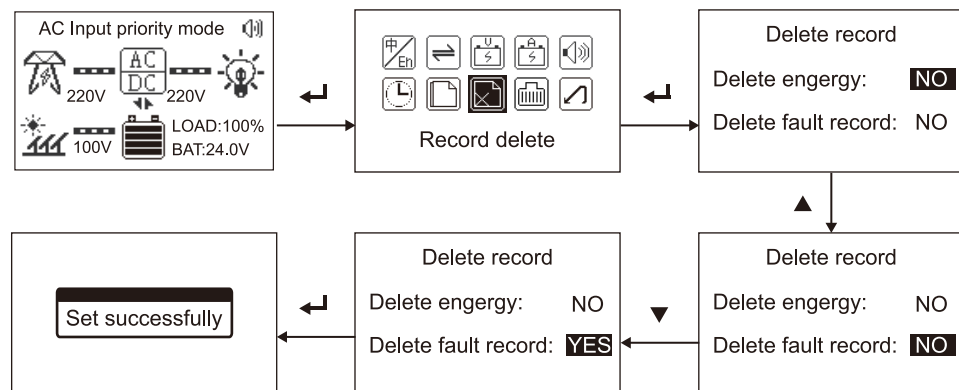 AC Input priority mode
AC
DC
220V
220V
100V
LOAD:100%
BAT:24.0V
中/Eh
U
A
Record delete
Delete record
Delete engergy: NO
Delete fault record: NO
Delete record
Delete engergy: NO
Delete fault record: NO
Delete record
Delete engergy: NO
Delete fault record: YES
Set successfully